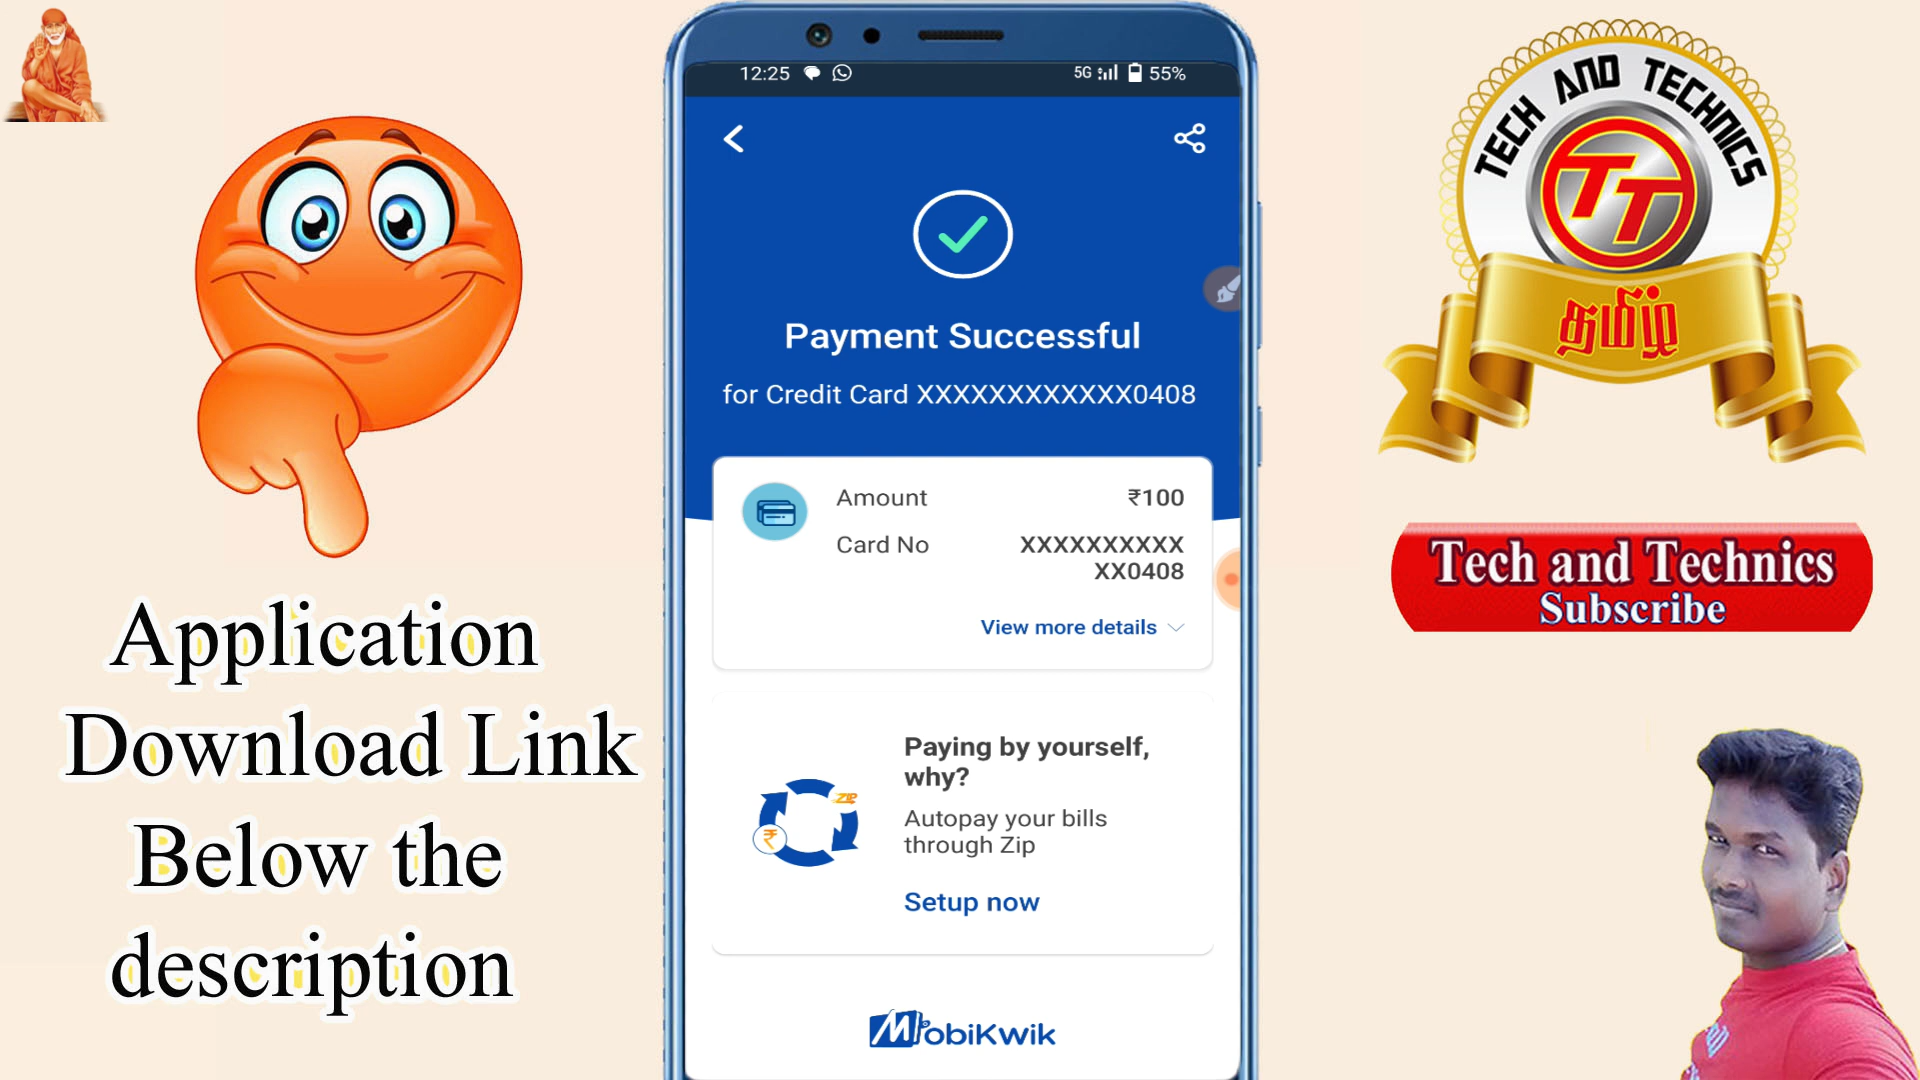 Application
Download Link
Below the
description
12:25
5G 55%
Payment Successful
for Credit Card XXXXXXXXXXXX0408
Amount ₹100
Card No XXXXXXXXXX
XX0408
View more details
Paying by yourself,
why?
Autopay your bills
through Zip
Setup now
ZIP
₹
MobiKwik
TECH AND TECHNICS
TT
தமிழ்
Tech and Technics
Subscribe